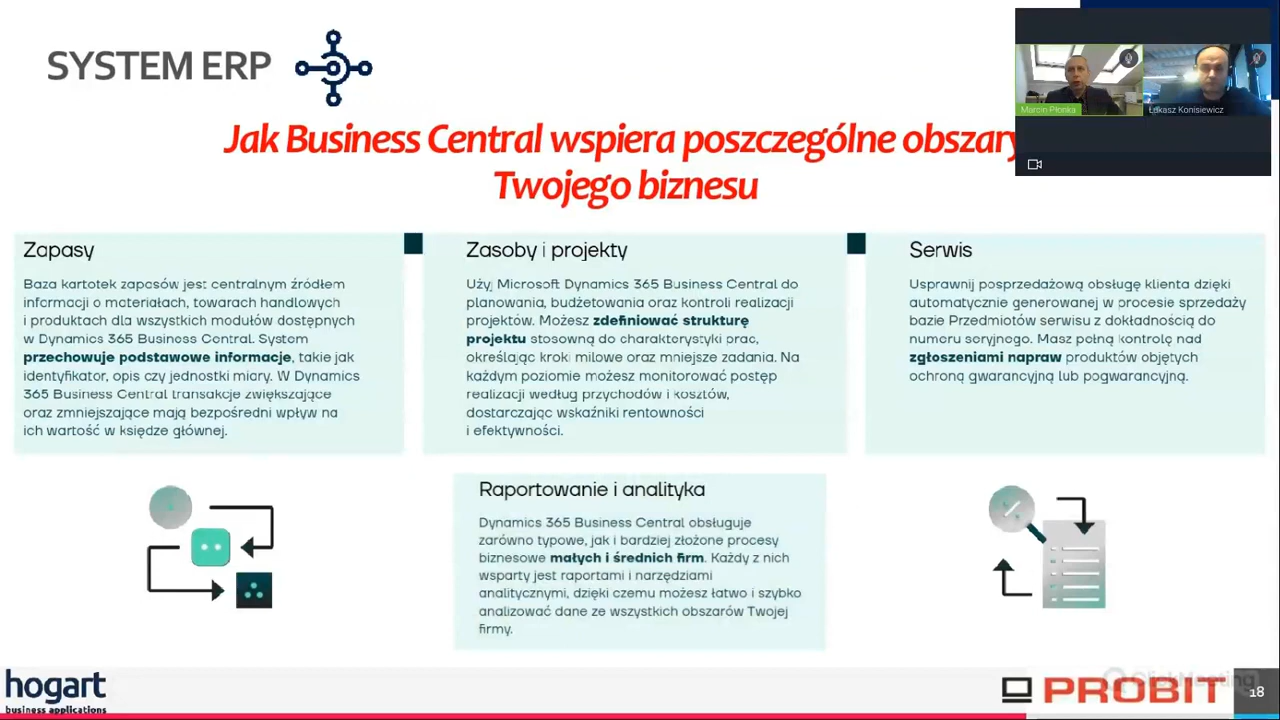 SYSTEM ERP
Marcin Płonka
Łukasz Konisiewicz
Jak Business Central wspiera poszczególne obszary
Twojego biznesu
Zapasy
Baza kartotek zapasów jest centralnym źródłem
informacji o materiałach, towarach handlowych
i produktach dla wszystkich modułów dostępnych
w Dynamics 365 Business Central. System
przechowuje podstawowe informacje, takie jak
identyfikator, opis czy jednostki miary. W Dynamics
365 Business Central transakcje zwiększające
oraz zmniejszające mają bezpośredni wpływ na
ich wartość w księdze głównej.
Zasoby i projekty
Użyj Microsoft Dynamics 365 Business Central do
planowania, budżetowania oraz kontroli realizacji
projektów. Możesz zdefiniować strukturę
projektu stosowną do charakterystyki prac,
określając kroki milowe oraz mniejsze zadania. Na
każdym poziomie możesz monitorować postęp
realizacji według przychodów i kosztów,
dostarczając wskaźniki rentowności
i efektywności.
Serwis
Usprawnij posprzedażową obsługę klienta dzięki
automatycznie generowanej w procesie sprzedaży
bazie Przedmiotów serwisu z dokładnością do
numeru seryjnego. Masz pełną kontrolę nad
zgłoszeniami napraw produktów objętych
ochroną gwarancyjną lub pogwarancyjną.
Raportowanie i analityka
Dynamics 365 Business Central obsługuje
zarówno typowe, jak i bardziej złożone procesy
biznesowe małych i średnich firm. Każdy z nich
wsparty jest raportami i narzędziami
analitycznymi, dzięki czemu możesz łatwo i szybko
analizować dane ze wszystkich obszarów Twojej
firmy.
hogart
business applications
PROBIT
ClickMeeting
18